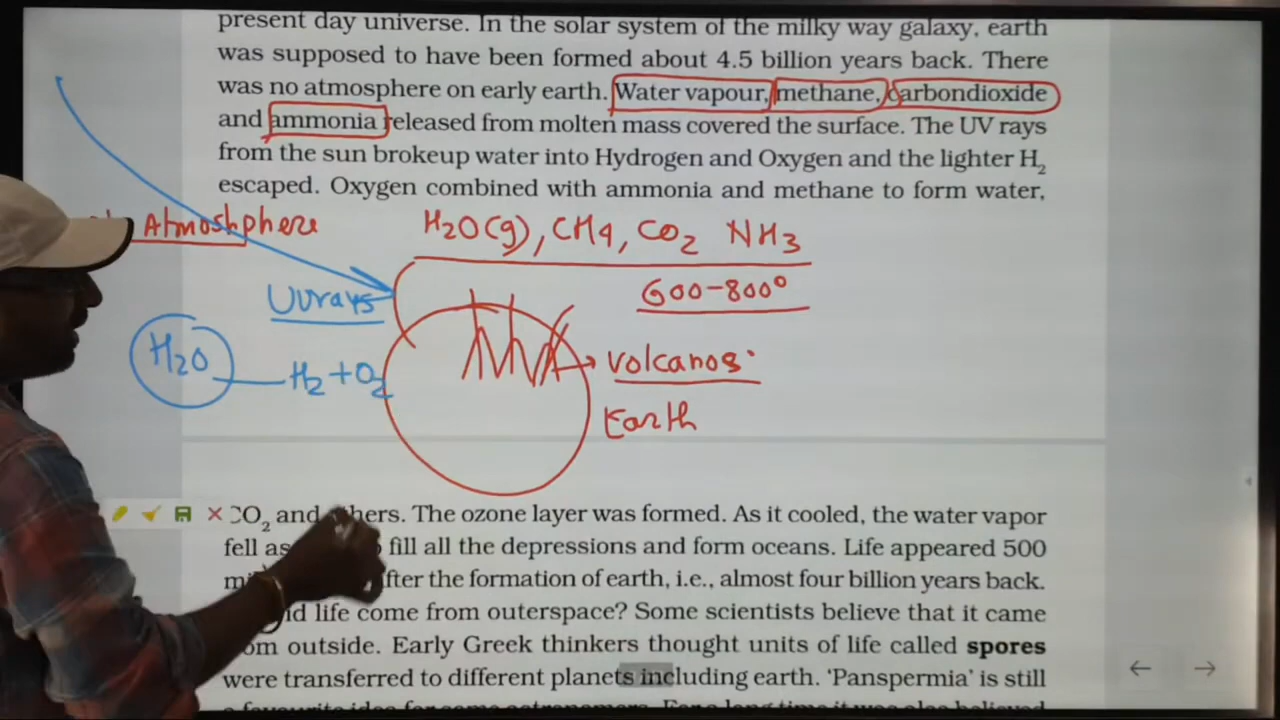 present day universe. In the solar system of the milky way galaxy, earth
was supposed to have been formed about 4.5 billion years back. There
was no atmosphere on early earth. Water vapour, methane, carbondioxide
and ammonia released from molten mass covered the surface. The UV rays
from the sun brokeup water into Hydrogen and Oxygen and the lighter H₂
escaped. Oxygen combined with ammonia and methane to form water,
Atmoshphere
H₂O(g), CH4, CO₂ NH3
UVrays
600-800°
H₂O
H₂+O₂
volcanos
Earth
CO₂ and others. The ozone layer was formed. As it cooled, the water vapor
fell as fill all the depressions and form oceans. Life appeared 500
after the formation of earth, i.e., almost four billion years back.
life come from outerspace? Some scientists believe that it came
outside. Early Greek thinkers thought units of life called spores
were transferred to different planets including earth. 'Panspermia' is still